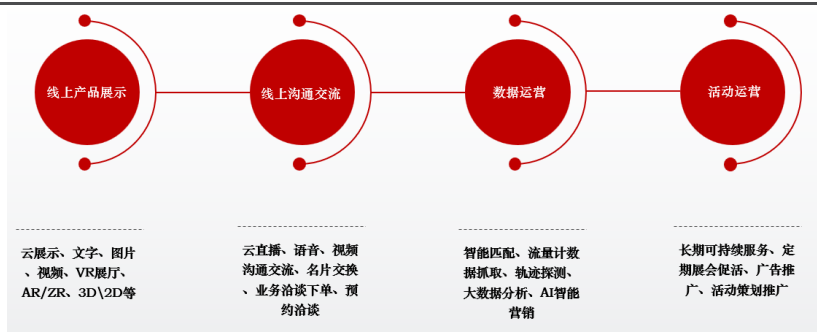 线上产品展示
线上沟通交流
数据运营
活动运营
云展示、文字、图片
、视频、VR展厅、
AR/ZR、3D\2D等
云直播、语音、视频
沟通交流、名片交换
、业务洽谈下单、预
约洽谈
智能匹配、流量计数
据抓取、轨迹探测、
大数据分析、AI智能
营销
长期可持续服务、定
期展会促活、广告推
广、活动策划推广